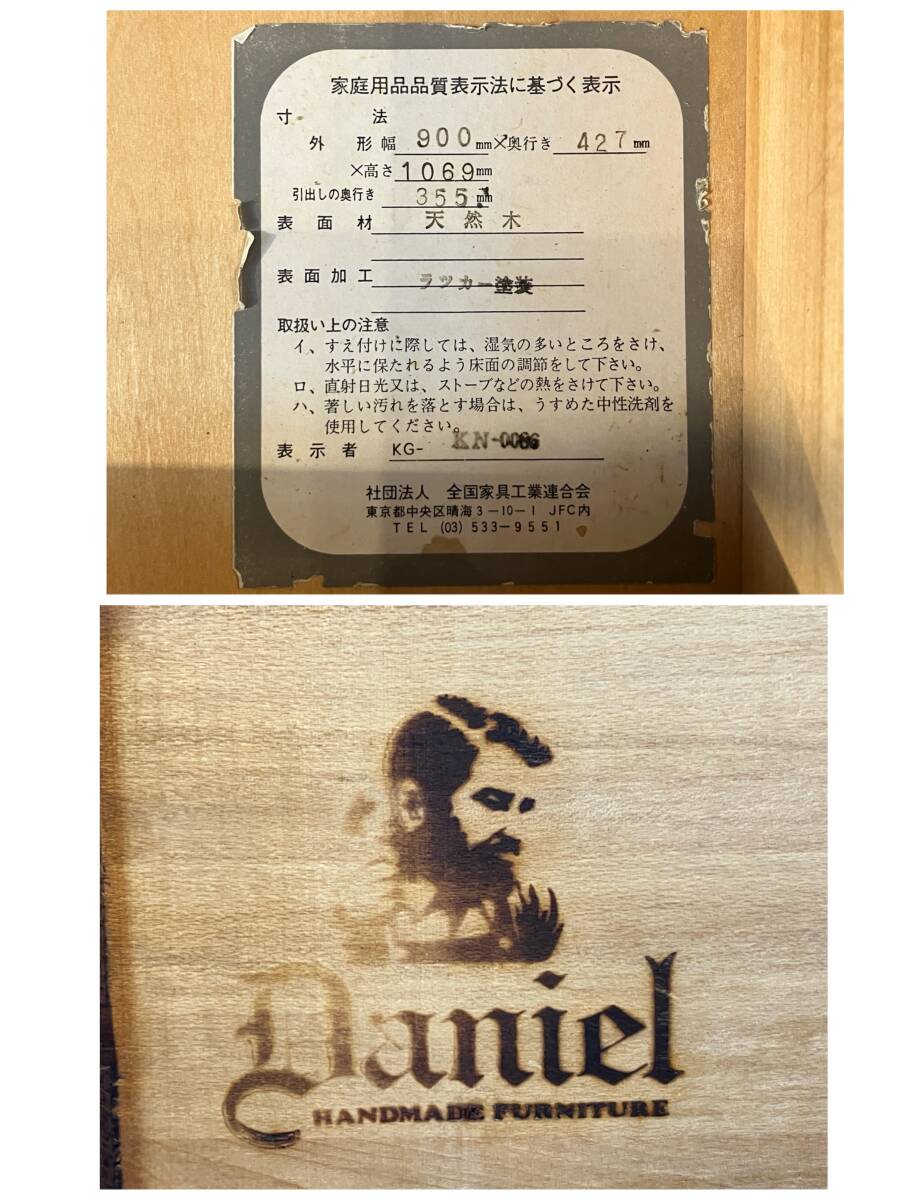 家庭用品品質表示法に基づく表示
寸 法
外 形 幅 900mm×奥行き 427mm
×高さ 1069mm
引出しの奥行き 355mm
表 面 材 天然木
表面加工 ラッカー塗装
取扱い上の注意
イ、すえ付けに際しては、湿気の多いところをさけ、
水平に保たれるよう床面の調節をして下さい。
ロ、直射日光又は、ストーブなどの熱をさけて下さい。
ハ、著しい汚れを落とす場合は、うすめた中性洗剤を
使用してください。
表 示 者 KG- KN-0086
社団法人 全国家具工業連合会
東京都中央区晴海3-10-1 JFC内
TEL (03) 533-9551
Daniel
HANDMADE FURNITURE